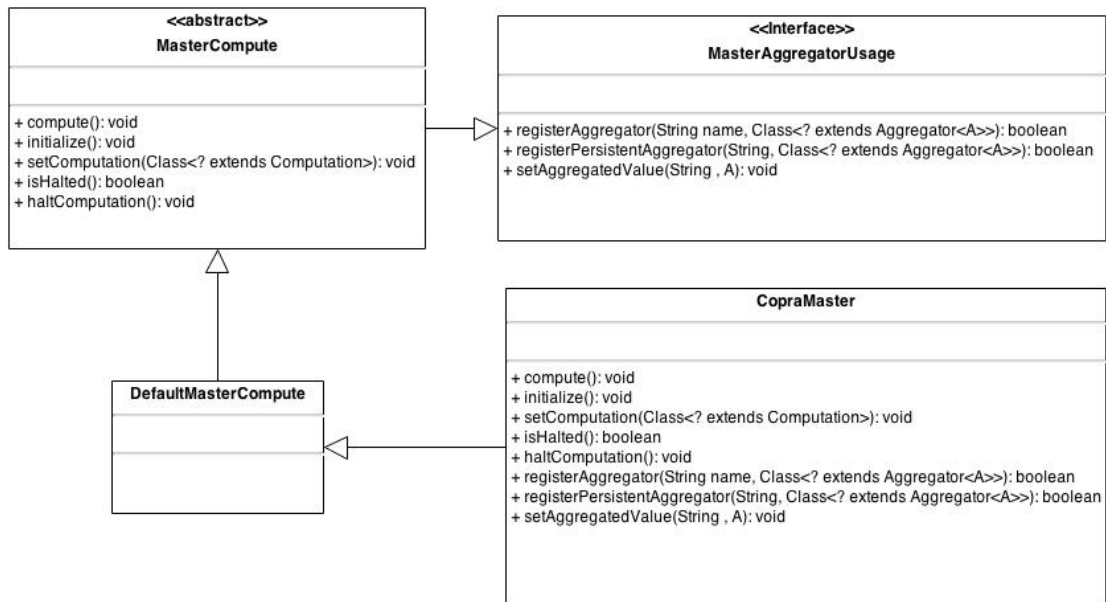 <<abstract>>
MasterCompute
+ compute(): void
+ initialize(): void
+ setComputation(Class<? extends Computation>): void
+ isHalted(): boolean
+ haltComputation(): void
<<Interface>>
MasterAggregatorUsage
+ registerAggregator(String name, Class<? extends Aggregator<A>>): boolean
+ registerPersistentAggregator(String, Class<? extends Aggregator<A>>): boolean
+ setAggregatedValue(String , A): void
DefaultMasterCompute
CopraMaster
+ compute(): void
+ initialize(): void
+ setComputation(Class<? extends Computation>): void
+ isHalted(): boolean
+ haltComputation(): void
+ registerAggregator(String name, Class<? extends Aggregator<A>>): boolean
+ registerPersistentAggregator(String, Class<? extends Aggregator<A>>): boolean
+ setAggregatedValue(String , A): void